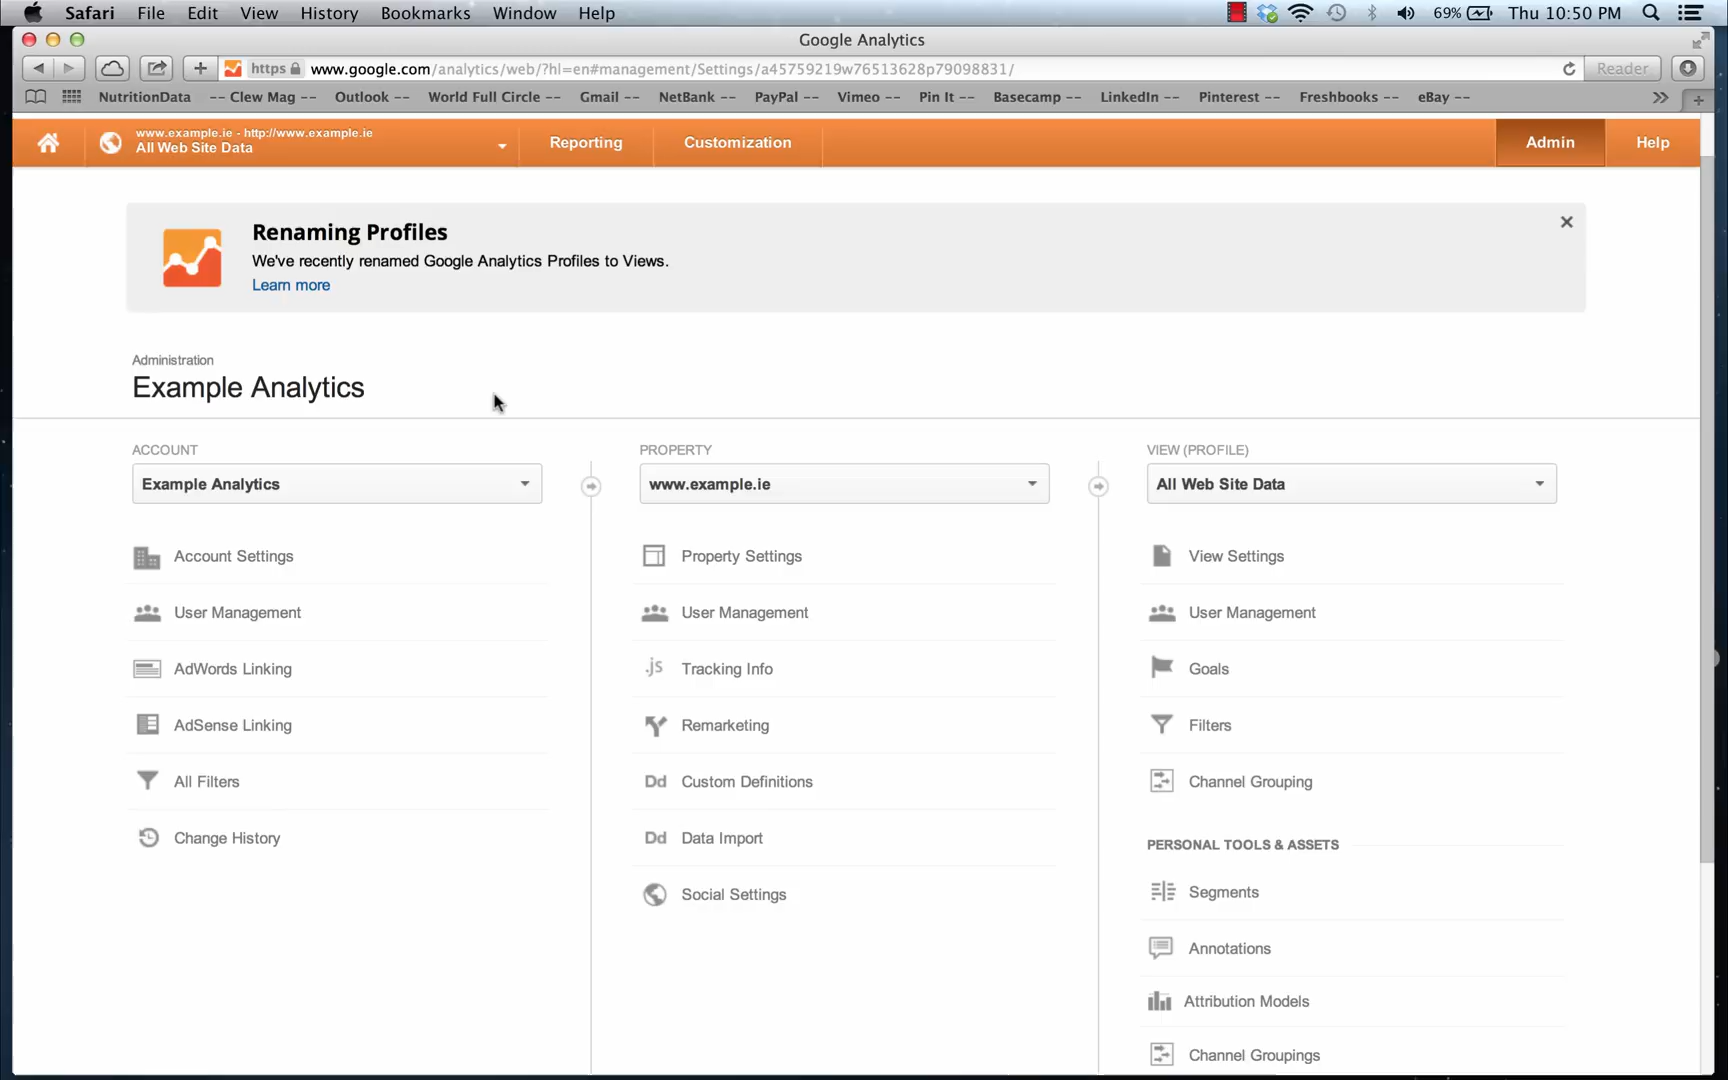 Safari File Edit View History Bookmarks Window Help 69% Thu 10:50 PM
Google Analytics
https www.google.com/analytics/web/?hl=en#management/Settings/a45759219w76513628p79098831/ Reader
NutritionData -- Clew Mag -- Outlook -- World Full Circle -- Gmail -- NetBank -- PayPal -- Vimeo -- Pin It -- Basecamp -- LinkedIn -- Pinterest -- Freshbooks -- eBay --
www.example.ie - http://www.example.ie
All Web Site Data
Reporting Customization Admin Help
Renaming Profiles
We've recently renamed Google Analytics Profiles to Views.
Learn more
Administration
Example Analytics
ACCOUNT
Example Analytics
Account Settings
User Management
AdWords Linking
AdSense Linking
All Filters
Change History
PROPERTY
www.example.ie
Property Settings
User Management
.js Tracking Info
Remarketing
Dd Custom Definitions
Dd Data Import
Social Settings
VIEW (PROFILE)
All Web Site Data
View Settings
User Management
Goals
Filters
Channel Grouping
PERSONAL TOOLS & ASSETS
Segments
Annotations
Attribution Models
Channel Groupings